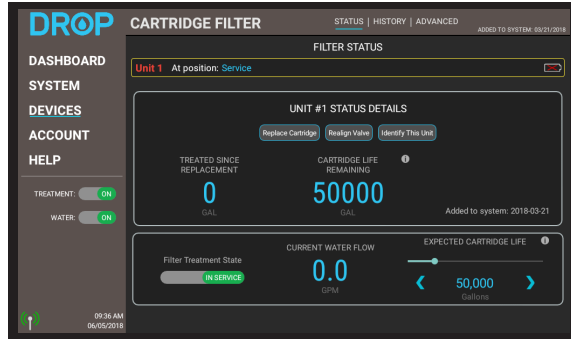 DROP
CARTRIDGE FILTER
STATUS | HISTORY | ADVANCED
ADDED TO SYSTEM: 03/21/2018
DASHBOARD
SYSTEM
DEVICES
ACCOUNT
HELP
TREATMENT: ON
WATER: ON
09:36 AM
06/05/2018
FILTER STATUS
Unit 1 At position: Service
UNIT #1 STATUS DETAILS
Replace Cartridge Realign Valve Identify This Unit
TREATED SINCE
REPLACEMENT
0
GAL
CARTRIDGE LIFE
REMAINING
50000
GAL
Added to system: 2018-03-21
Filter Treatment State
IN SERVICE
CURRENT WATER FLOW
0.0
GPM
EXPECTED CARTRIDGE LIFE
50,000
Gallons